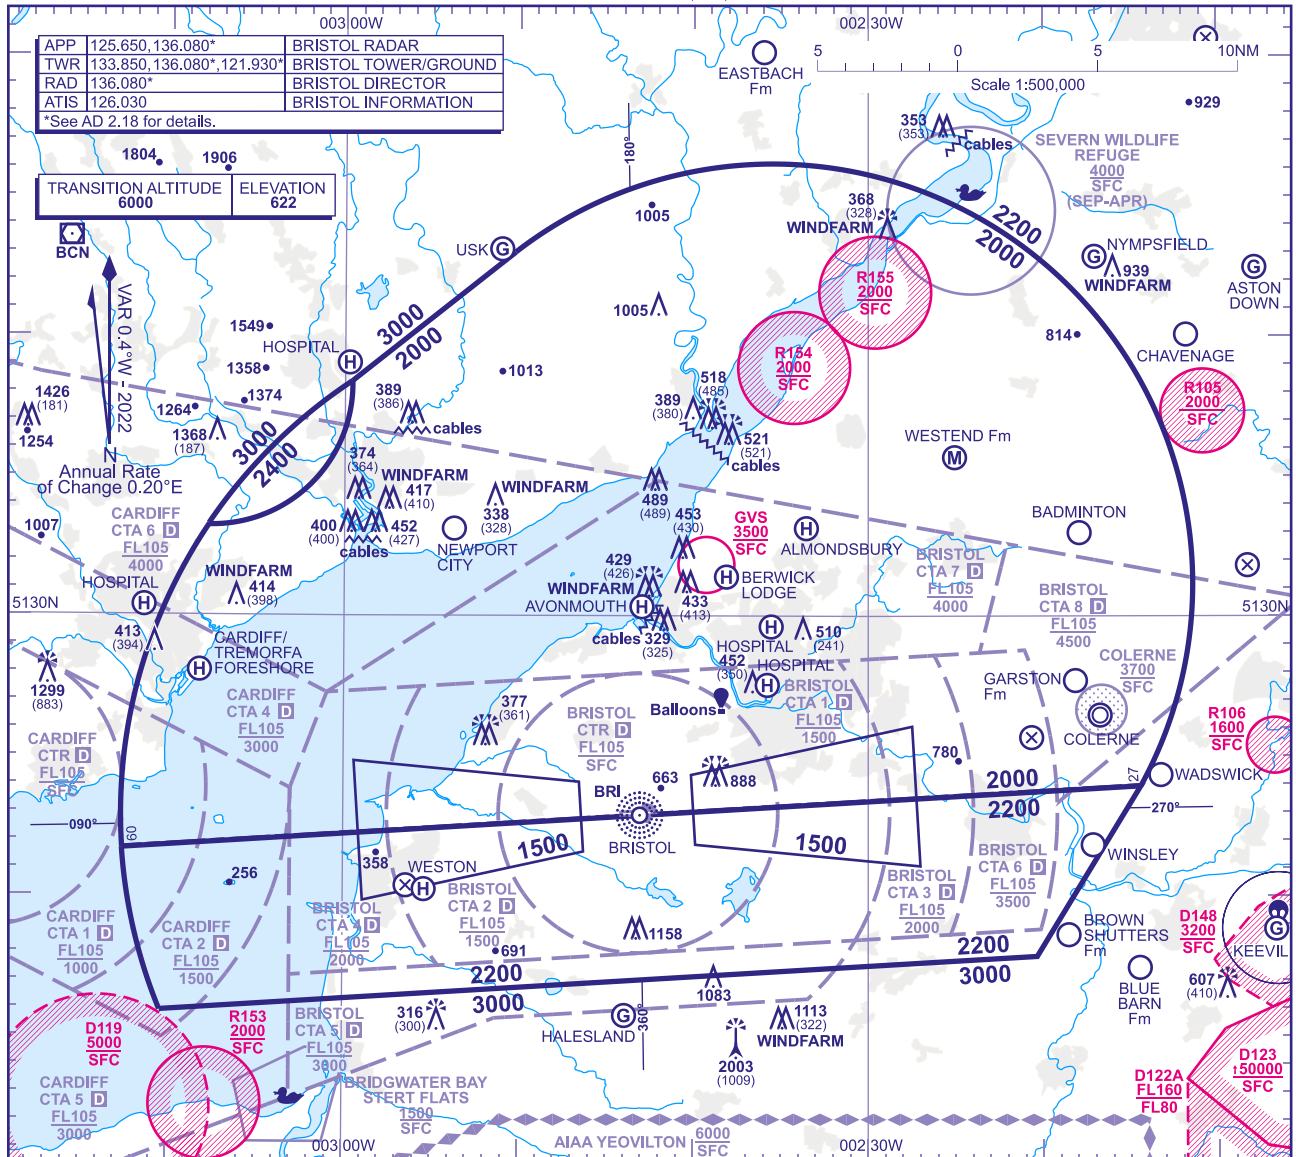 003OOW
002•30W
APP 125.650,136.080* BRISTOL RADAR
TWR 133.850,136.080*,121.930* BRISTOL TOWER/GROUND
RAD 136.080* BRISTOL DIRECTOR
ATIS 126.030 BRISTOL INFORMATION
*See AD 2.18 for details.
TRANSITION ALTITUDE
6000
ELEVATION
622
5 0 5 10NM
Scale 1:500,000
EASTBACH
Fm
929
353
(353)
cables
SEVERN WILDLIFE
REFUGE
4000
SFC
(SEP-APR)
1804
1906
180°
1005
368
(328)
WINDFARM
2200
2000
BCN
USK G
G NYMPSFIELD
939
WINDFARM
G
ASTON
DOWN
R155
2000
SFC
VAR 0.4°W - 2022
N
Annual Rate
of Change 0.20°E
1549
HOSPITAL
H
3000
2000
1005
814
CHAVENAGE
R154
2000
SFC
1358
1013
R105
2000
SFC
1426
(181)
1254
1264
1374
1368
(187)
389
(386)
cables
518
(485)
389
(380)
521
(521)
cables
3000
2400
WESTEND Fm
M
374
(364)
WINDFARM
417
(410)
WINDFARM
338
(328)
489
(489)
453
(430)
GVS
3500
SFC
H
ALMONDSBURY
BADMINTON
CARDIFF
CTA 6 D
FL105
4000
1007
400
(400)
452
(427)
cables
NEWPORT
CITY
BRISTOL
CTA 7 D
FL105
4000
HOSPITAL
H
WINDFARM
414
(398)
429
(426)
WINDFARM
AVONMOUTH H
433
(413)
H BERWICK
LODGE
BRISTOL
CTA 8 D
FL105
4500
5130N
5130N
413
(394)
H
CARDIFF/
TREMORFA
FORESHORE
cables 329
(325)
H
HOSPITAL
510
(241)
452
(350)
HOSPITAL
H
1299
(883)
CARDIFF
CTA 4 D
FL105
3000
377
(361)
BRISTOL
CTR D
FL105
SFC
Balloons
BRISTOL
CTA 1 D
FL105
1500
GARSTON
Fm
COLERNE
3700
SFC
COLERNE
R106
1600
SFC
CARDIFF
CTR D
FL105
SFC
663
888
780
2000
2200
27
WADSWICK
BRI
BRISTOL
090°
09
270°
1500
1500
358
WESTON
H
256
WINSLEY
BRISTOL
CTA 6 D
FL105
3500
BRISTOL
CTA 3 D
FL105
2000
BRISTOL
CTA 2 D
FL105
1500
BRISTOL
CTA 4 D
FL105
2000
CARDIFF
CTA 1 D
FL105
1000
CARDIFF
CTA 2 D
FL105
1500
1158
691
BROWN
SHUTTERS
Fm
D148
3200
SFC
G
KEEVIL
2200
3000
2200
3000
1083
BLUE
BARN
Fm
607
(410)
D119
5000
SFC
R153
2000
SFC
BRISTOL
CTA 5 D
FL105
3000
316
(300)
HALESLAND
G
360°
1113
(322)
WINDFARM
2003
(1009)
D123
↑50000
SFC
D122A
FL160
FL80
CARDIFF
CTA 5 D
FL105
3000
BRIDGWATER BAY
STERT FLATS
1500
SFC
AIAA YEOVILTON 6000
SFC
003OOW
002•30W